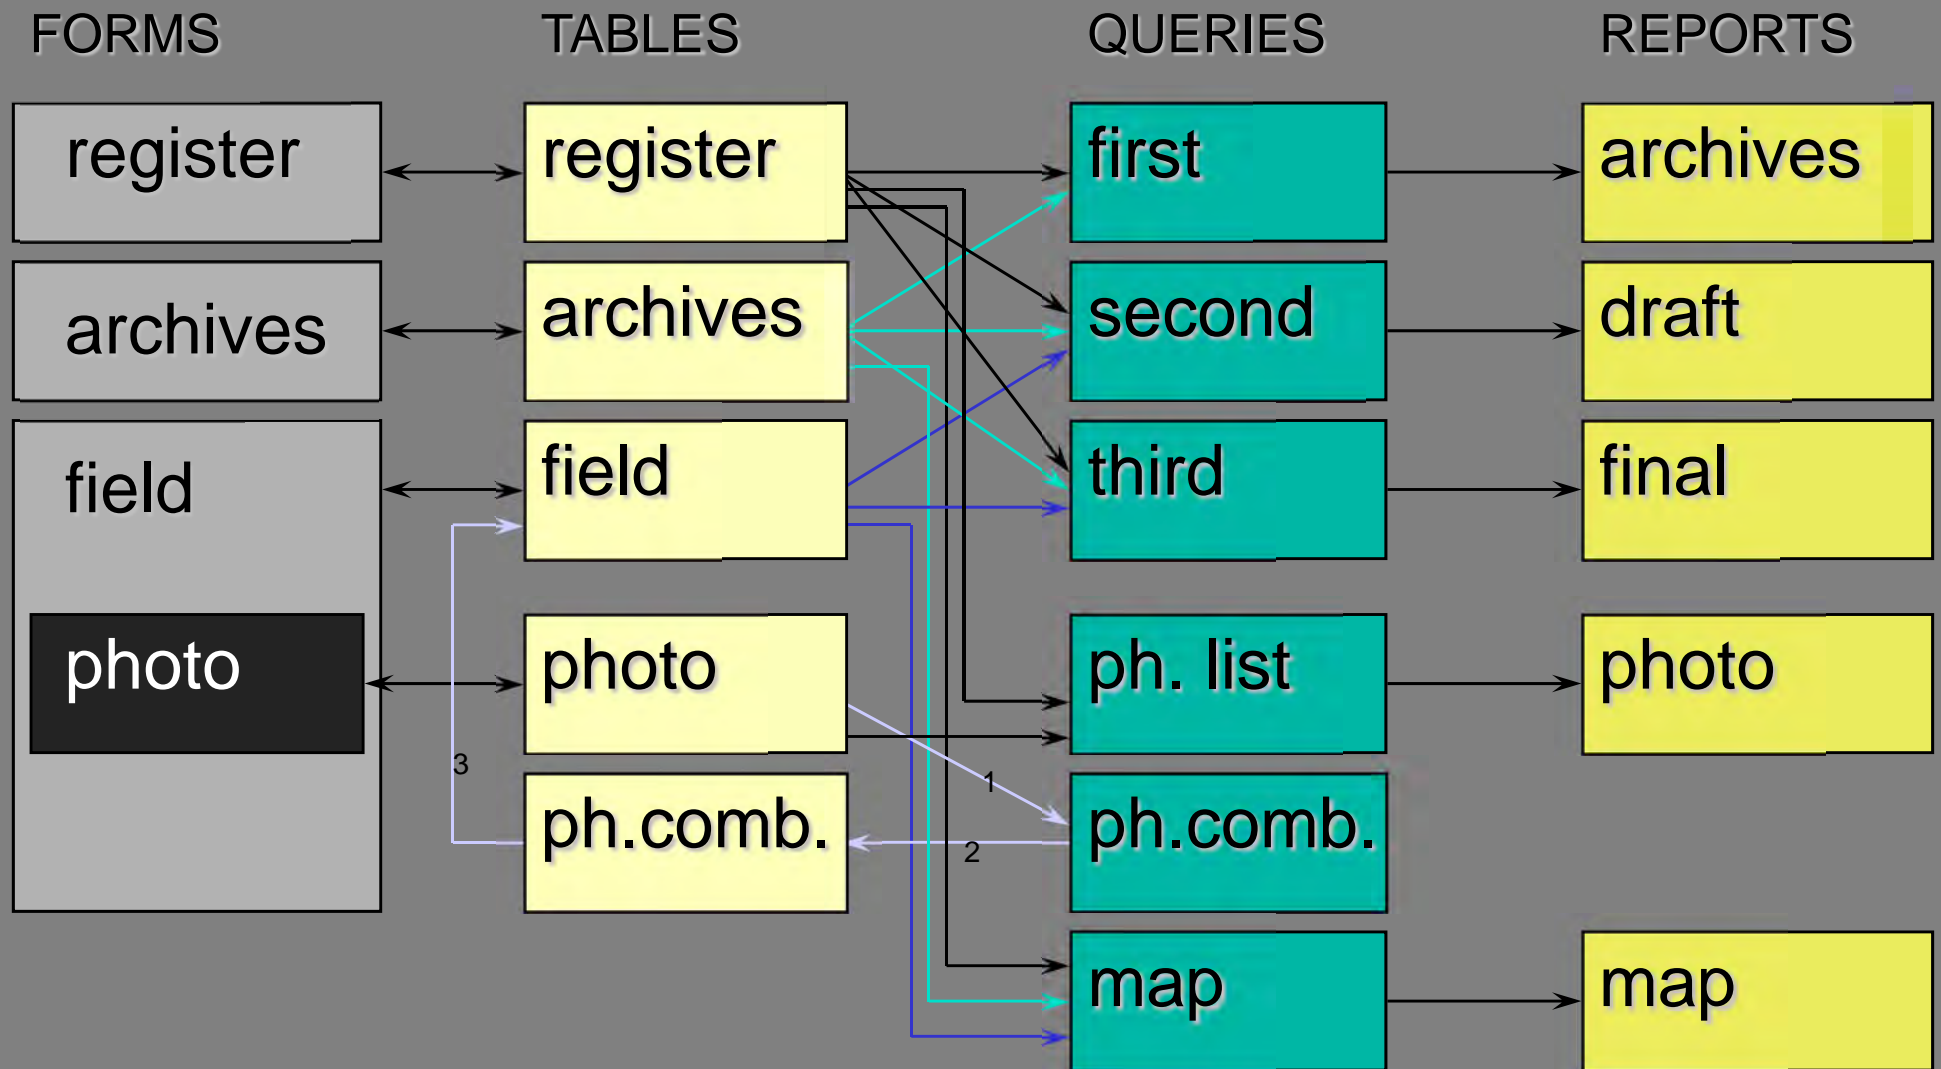 FORMS TABLES QUERIES REPORTS
register register first archives
archives archives second draft
field field third final
photo photo ph. list photo
3 1
ph.comb. ph.comb.
2
map map